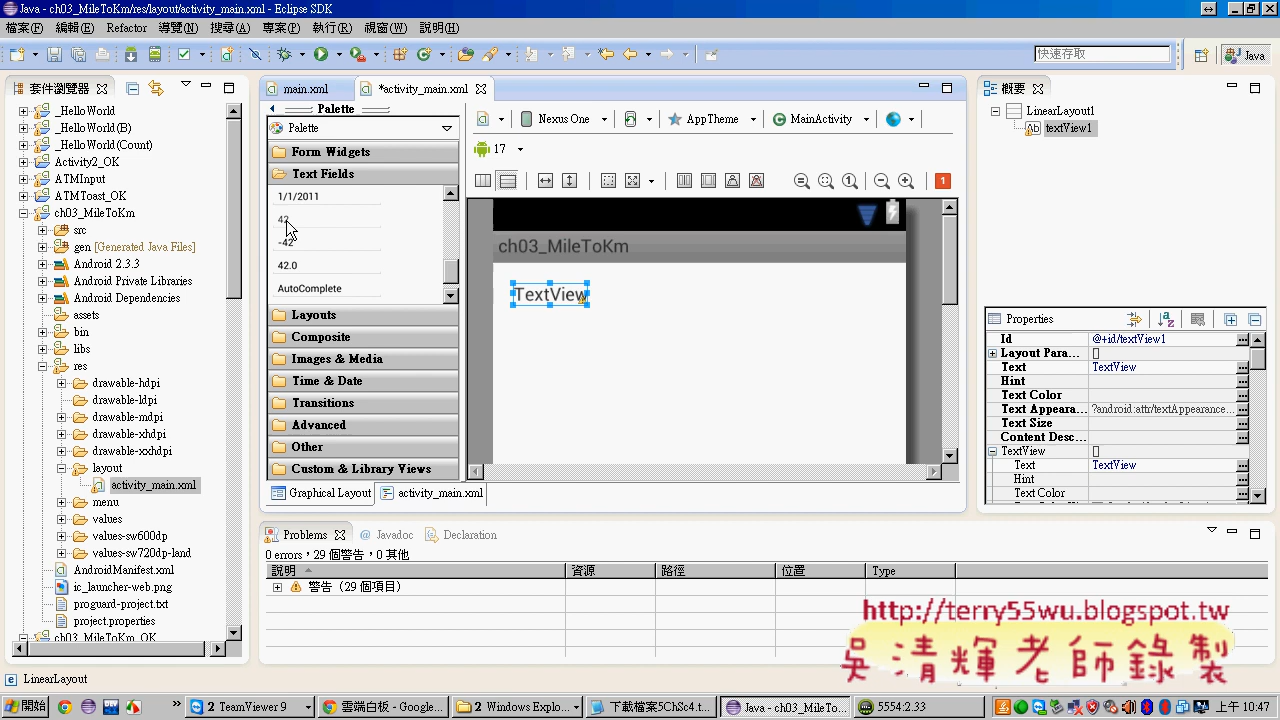 Java - ch03_MileToKm/res/layout/activity_main.xml - Eclipse SDK
檔案(F) 編輯(E) Refactor 導覽(N) 搜尋(A) 專案(P) 執行(R) 視窗(W) 說明(H)
快速存取
Java
套件瀏覽器
_HelloWorld
_HelloWorld(B)
_HelloWorld(Count)
Activity2_OK
ATMInput
ATMToast_OK
ch03_MileToKm
src
gen [Generated Java Files]
Android 2.3.3
Android Private Libraries
Android Dependencies
assets
bin
libs
res
drawable-hdpi
drawable-ldpi
drawable-mdpi
drawable-xhdpi
drawable-xxhdpi
layout
activity_main.xml
menu
values
values-sw600dp
values-sw720dp-land
AndroidManifest.xml
ic_launcher-web.png
proguard-project.txt
project.properties
ch03_MileToKm_OK
main.xml
*activity_main.xml
Palette
Palette
Form Widgets
Text Fields
1/1/2011
42
-42
42.0
AutoComplete
Layouts
Composite
Images & Media
Time & Date
Transitions
Advanced
Other
Custom & Library Views
Nexus One
AppTheme
MainActivity
17
1
ch03_MileToKm
TextView
Graphical Layout
activity_main.xml
概要
LinearLayout1
Ab textView1
Properties
Id @+id/textView1
Layout Para... []
Text TextView
Hint
Text Color
Text Appeara... ?android:attr/textAppearance...
Text Size
Content Desc...
TextView []
Text TextView
Hint
Text Color
Problems
@ Javadoc
Declaration
0 errors，29 個警告，0 其他
說明 資源 路徑 位置 Type
警告 (29 個項目)
http://terry55wu.blogspot.tw
吳清輝老師錄製
LinearLayout
開始
2 TeamViewer 9
雲端白板 - Google...
2 Windows Explo...
下載檔案5ChSc4.t...
Java - ch03_MileTo...
5554:2.33
上午 10:47